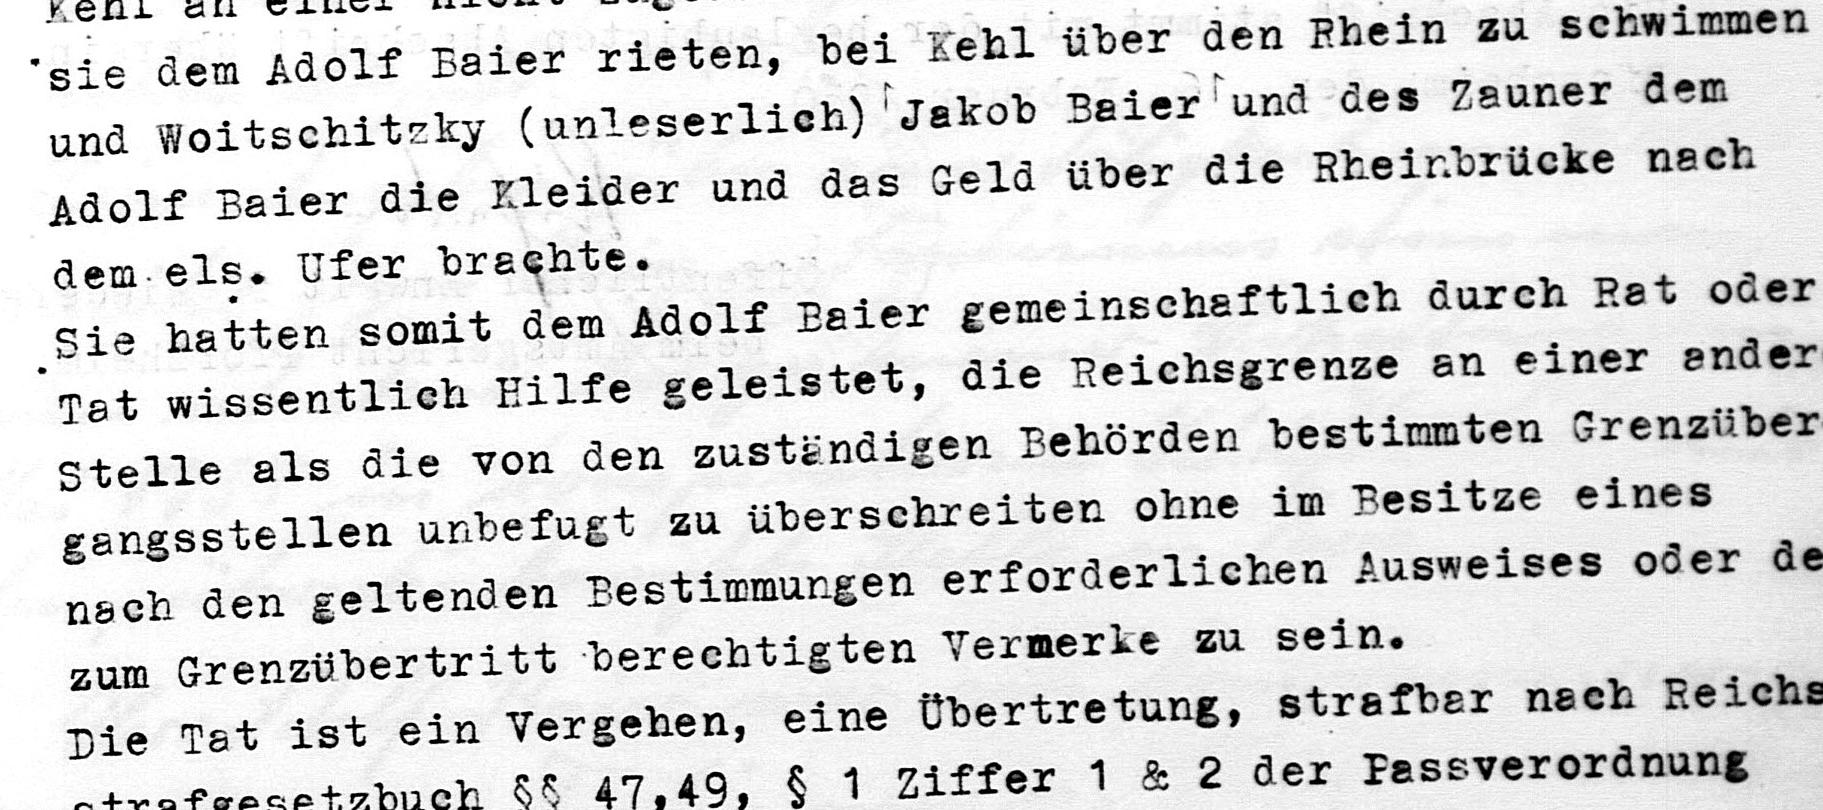 Kehl an einer nicht
sie dem Adolf Baier rieten, bei Kehl über den Rhein zu schwimmen
und Woitschitzky (unleserlich) Jakob Baier und des Zauner dem
Adolf Baier die Kleider und das Geld über die Rheinbrücke nach
dem els. Ufer brachte.
Sie hatten somit dem Adolf Baier gemeinschaftlich durch Rat oder
Tat wissentlich Hilfe geleistet, die Reichsgrenze an einer ander
Stelle als die von den zuständigen Behörden bestimmten Grenzüber
gangsstellen unbefugt zu überschreiten ohne im Besitze eines
nach den geltenden Bestimmungen erforderlichen Ausweises oder de
zum Grenzübertritt berechtigten Vermerke zu sein.
Die Tat ist ein Vergehen, eine Übertretung, strafbar nach Reichs
strafgesetzbuch §§ 47,49, § 1 Ziffer 1 & 2 der Passverordnung